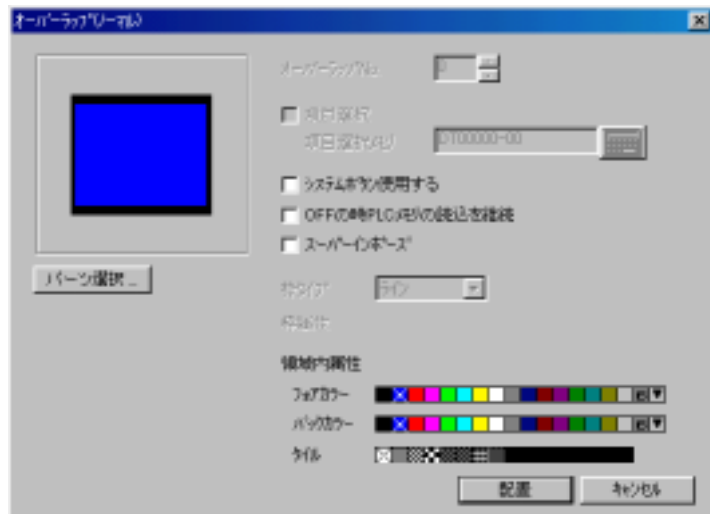 オーバーラップ(ノーマル)
オーバーラップNo.
0
項目選択
項目選択メモリ
DT00000-00
システムボタン使用する
OFFの時PLCメモリの読込を継続
スーパーインポーズ
パーツ選択...
枠タイプ
ライン
領域内属性
フォアカラー
バックカラー
タイル
配置
キャンセル